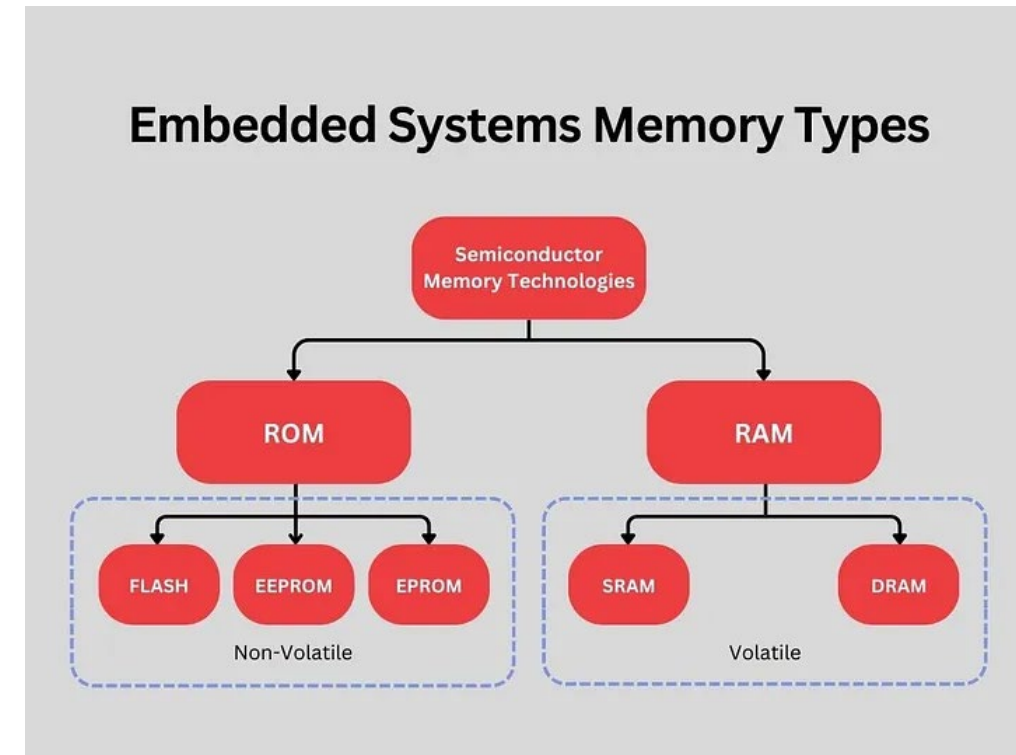 Embedded Systems Memory Types
Semiconductor
Memory Technologies
ROM
RAM
FLASH
EEPROM
EPROM
SRAM
DRAM
Non-Volatile
Volatile